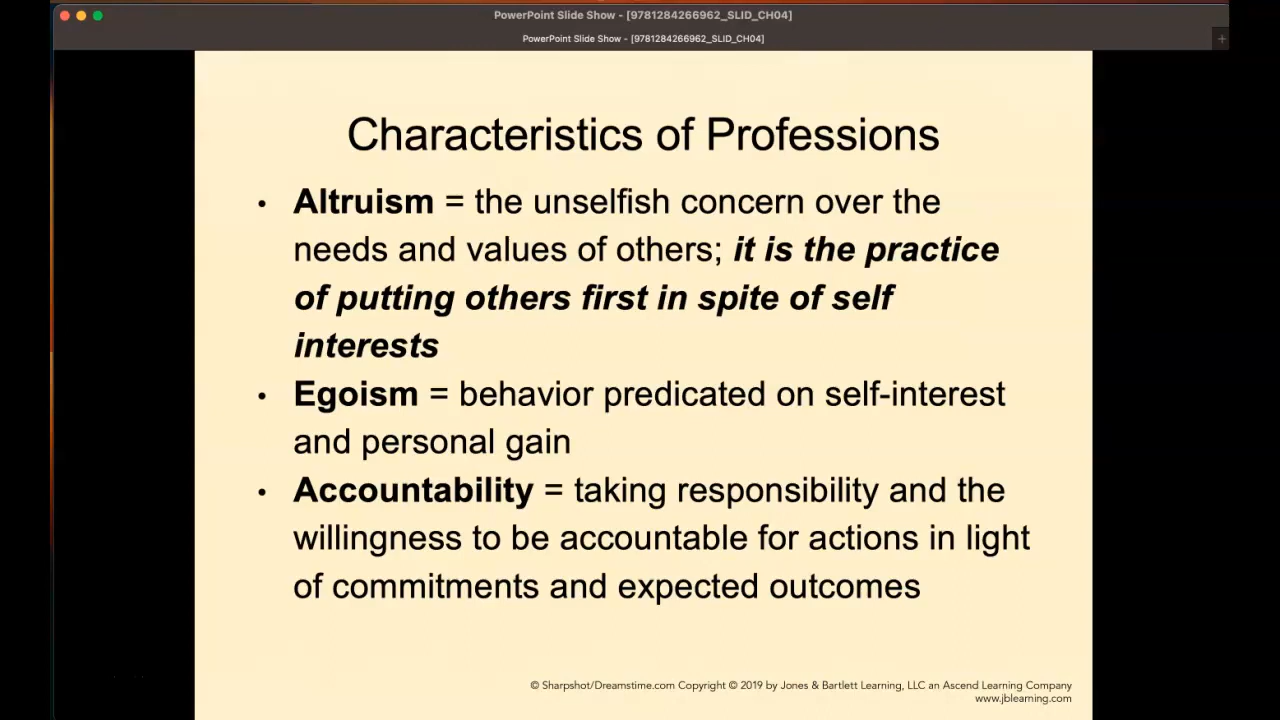 PowerPoint Slide Show - [9781284266962_SLID_CH04]
PowerPoint Slide Show - [9781284266962_SLID_CH04]
Characteristics of Professions
• Altruism = the unselfish concern over the
needs and values of others; it is the practice
of putting others first in spite of self
interests
• Egoism = behavior predicated on self-interest
and personal gain
• Accountability = taking responsibility and the
willingness to be accountable for actions in light
of commitments and expected outcomes
© Sharpshot/Dreamstime.com Copyright © 2019 by Jones & Bartlett Learning, LLC an Ascend Learning Company
www.jblearning.com